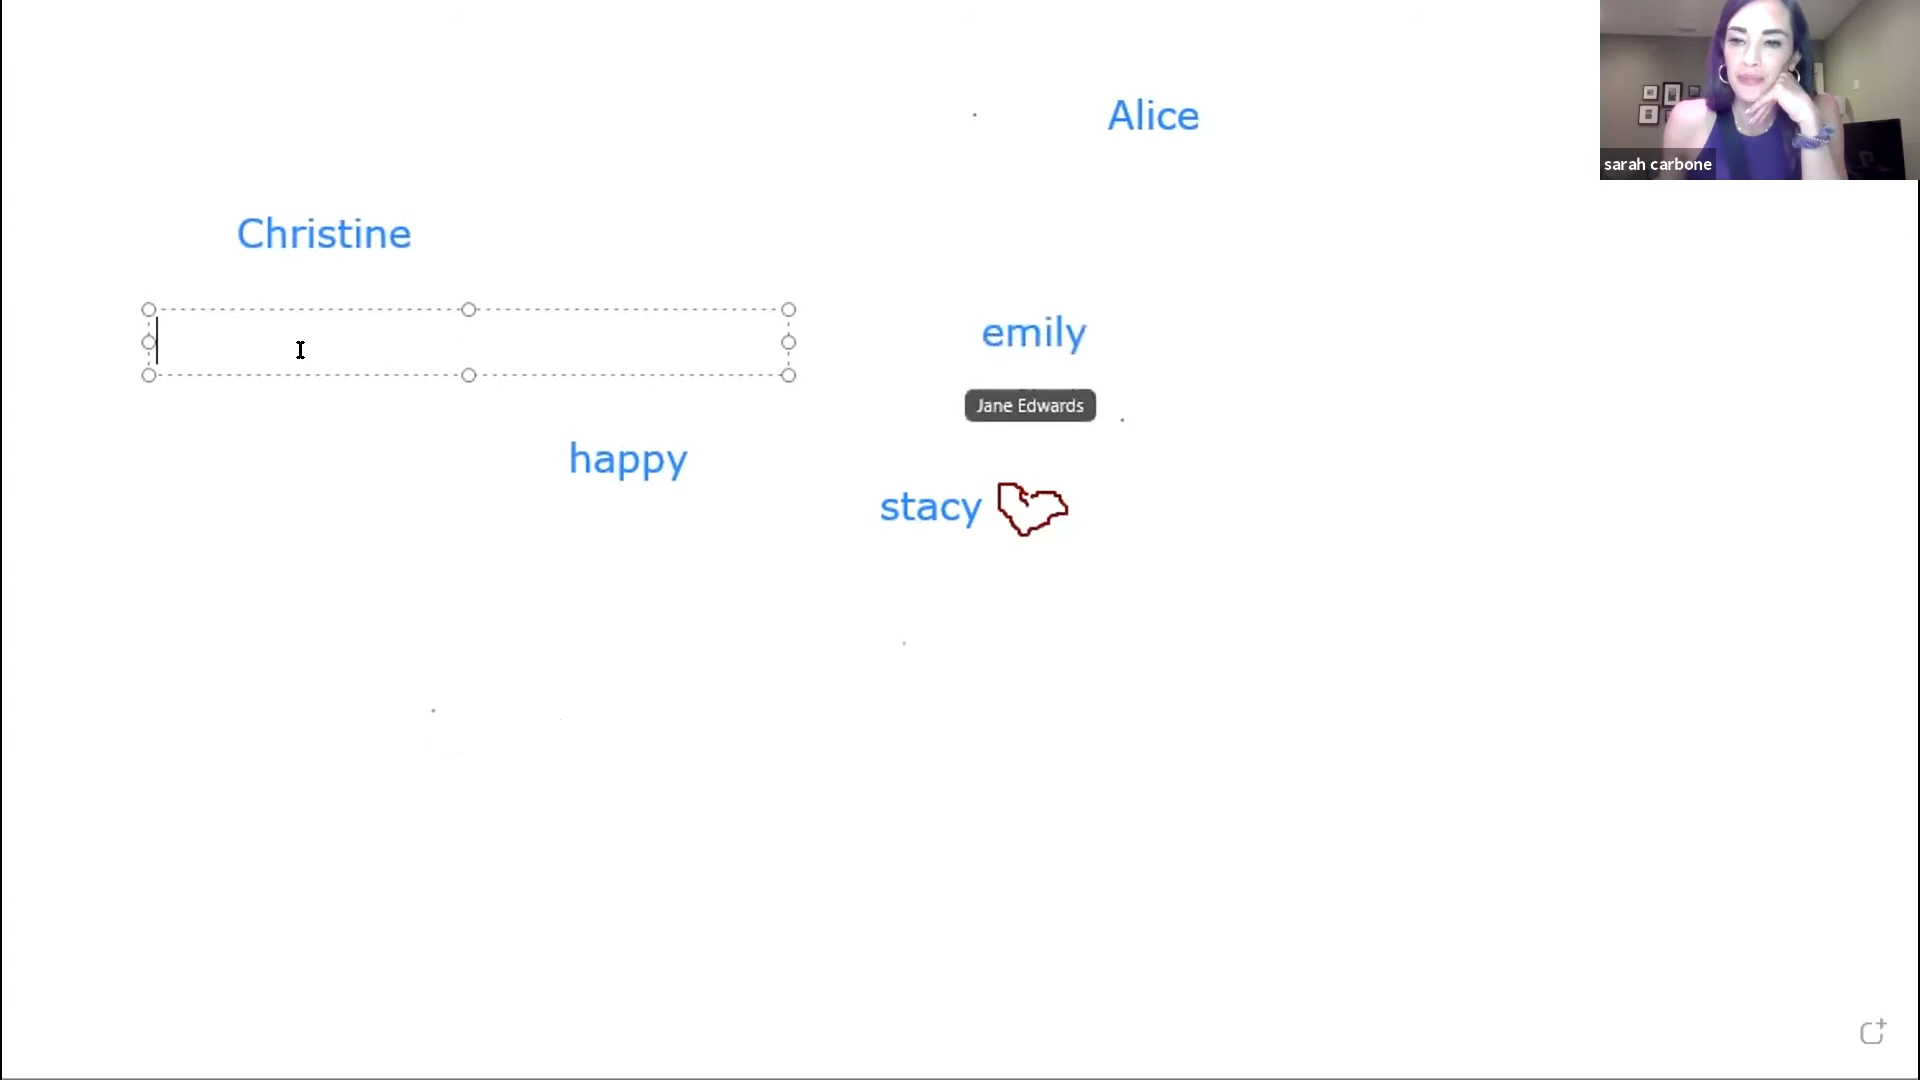 Alice
sarah carbone
Christine
emily
Jane Edwards
happy
stacy